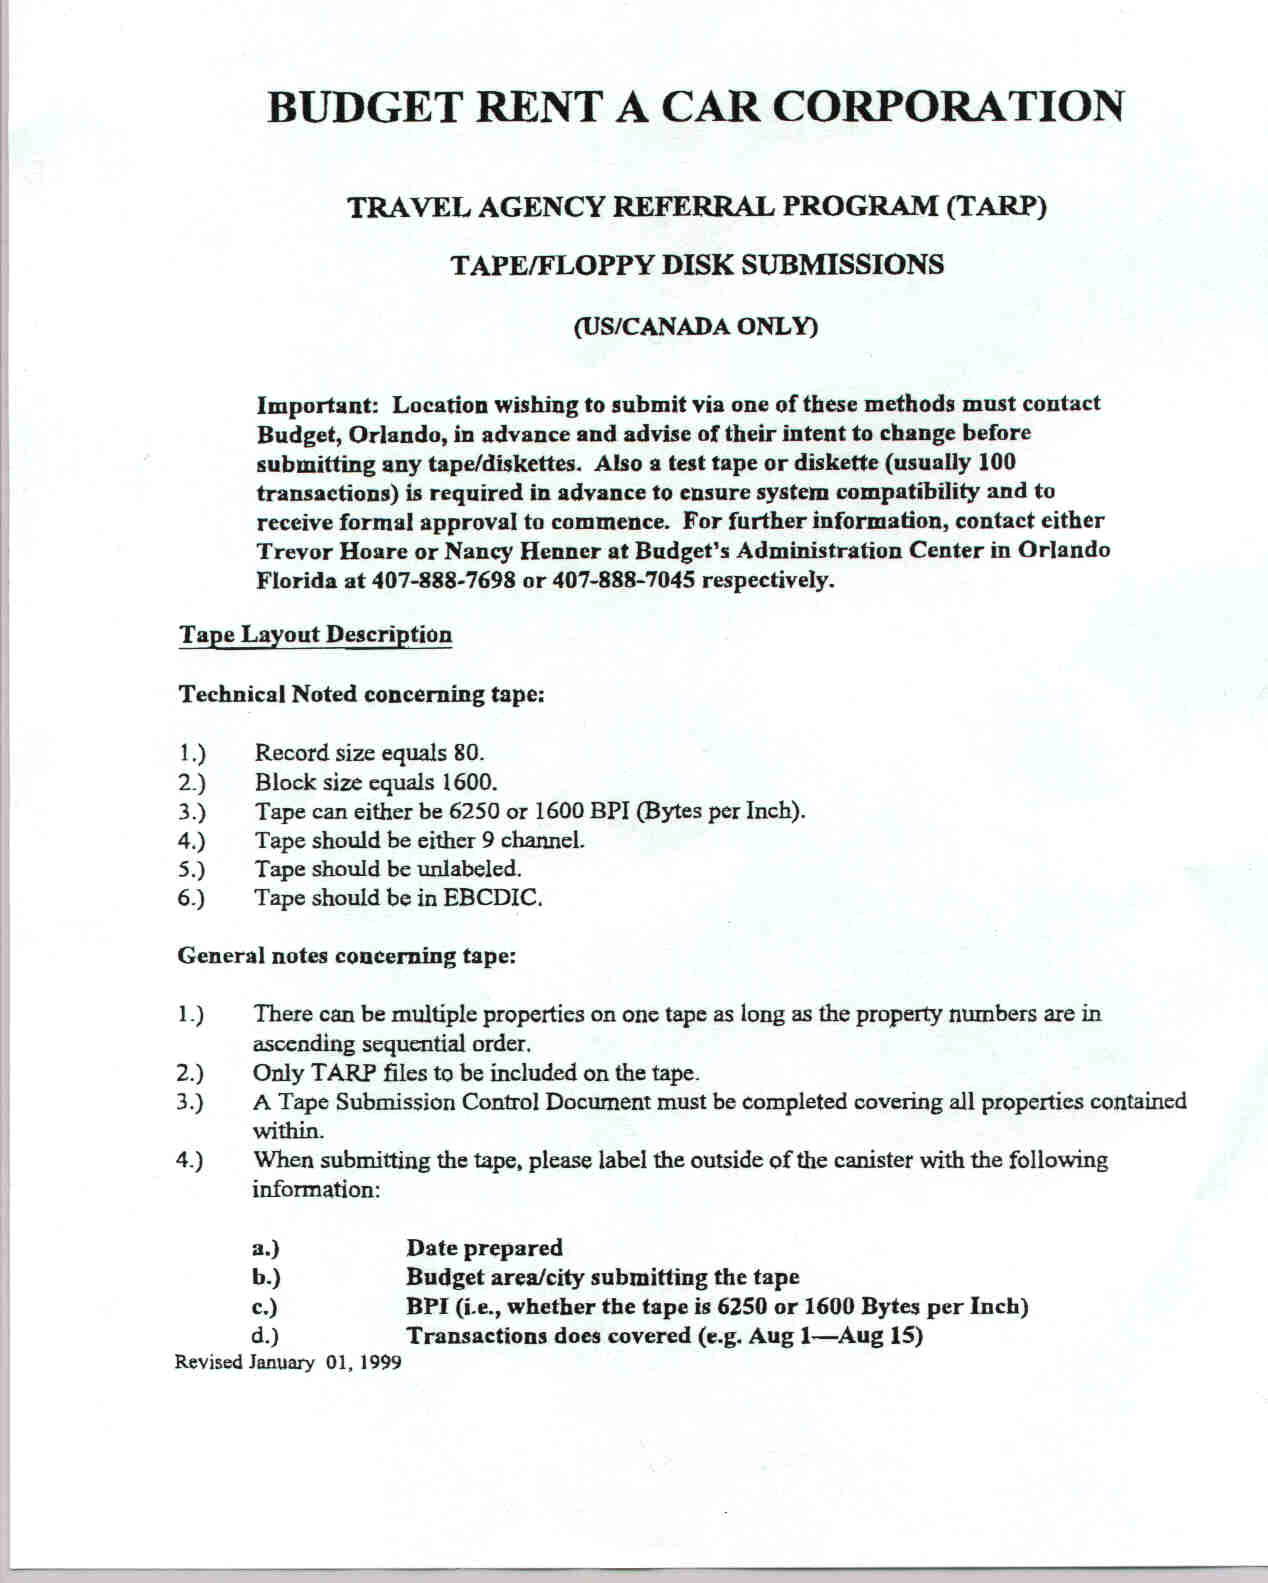 BUDGET RENT A CAR CORPORATION
TRAVEL AGENCY REFERRAL PROGRAM (TARP)
TAPE/FLOPPY DISK SUBMISSIONS
(US/CANADA ONLY)
Important:  Location wishing to submit via one of these methods must contact
Budget, Orlando, in advance and advise of their intent to change before
submitting any tape/diskettes.  Also a test tape or diskette (usually 100
transactions) is required in advance to ensure system compatibility and to
receive formal approval to commence.  For further information, contact either
Trevor Hoare or Nancy Henner at Budget's Administration Center in Orlando
Florida at 407-888-7698 or 407-888-7045 respectively.
Tape Layout Description
Technical Noted concerning tape:
1.) Record size equals 80.
2.) Block size equals 1600.
3.) Tape can either be 6250 or 1600 BPI (Bytes per Inch).
4.) Tape should be either 9 channel.
5.) Tape should be unlabeled.
6.) Tape should be in EBCDIC.
General notes concerning tape:
1.) There can be multiple properties on one tape as long as the property numbers are in
ascending sequential order.
2.) Only TARP files to be included on the tape.
3.) A Tape Submission Control Document must be completed covering all properties contained
within.
4.) When submitting the tape, please label the outside of the canister with the following
information:
a.) Date prepared
b.) Budget area/city submitting the tape
c.) BPI (i.e., whether the tape is 6250 or 1600 Bytes per Inch)
d.) Transactions does covered (e.g. Aug 1—Aug 15)
Revised January  01, 1999